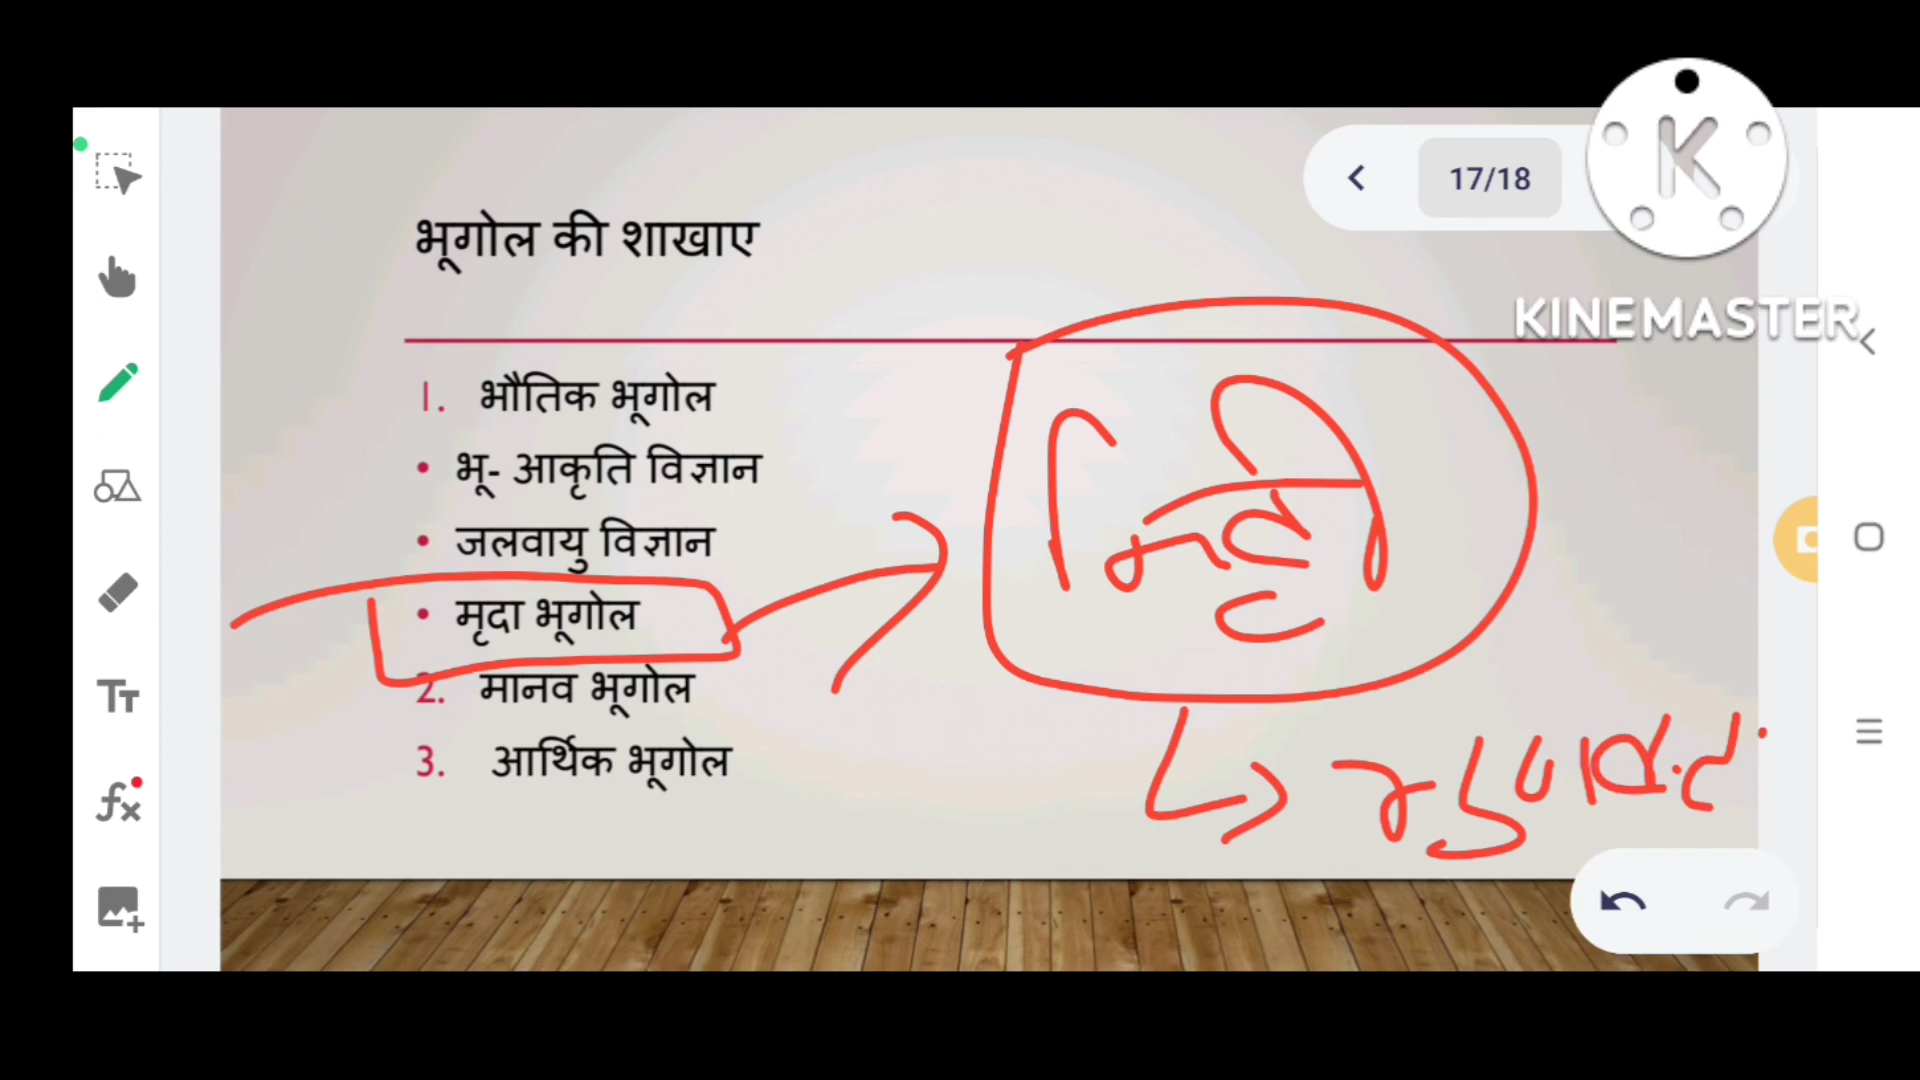 17/18
KINEMASTER
भूगोल की शाखाए
1. भौतिक भूगोल
• भू- आकृति विज्ञान
• जलवायु विज्ञान
• मृदा भूगोल
2. मानव भूगोल
3. आर्थिक भूगोल
मिट्टी